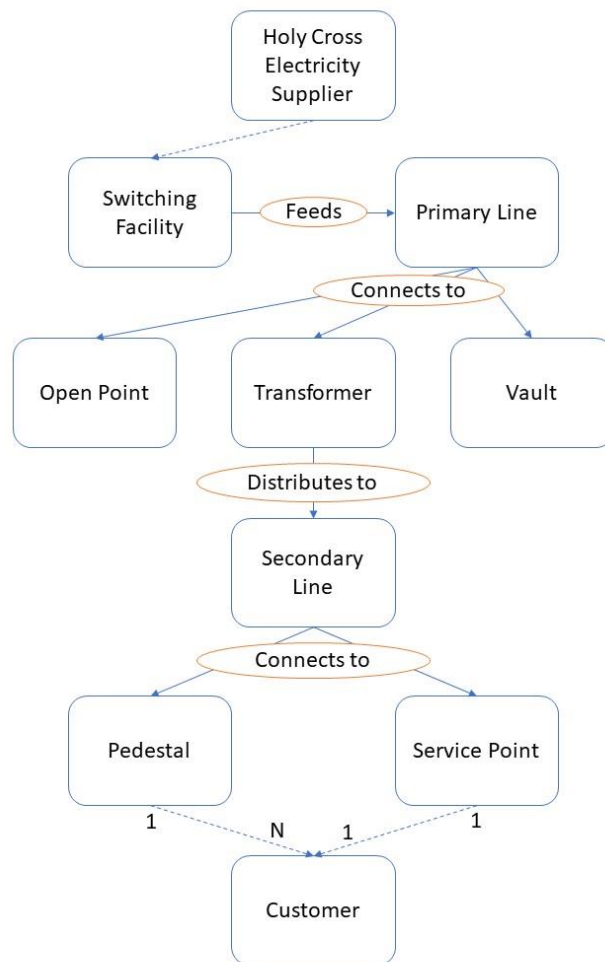 Holy Cross
Electricity
Supplier
Switching
Facility
Feeds
Primary Line
Connects to
Open Point
Transformer
Vault
Distributes to
Secondary
Line
Connects to
Pedestal
Service Point
1
N
1
1
Customer